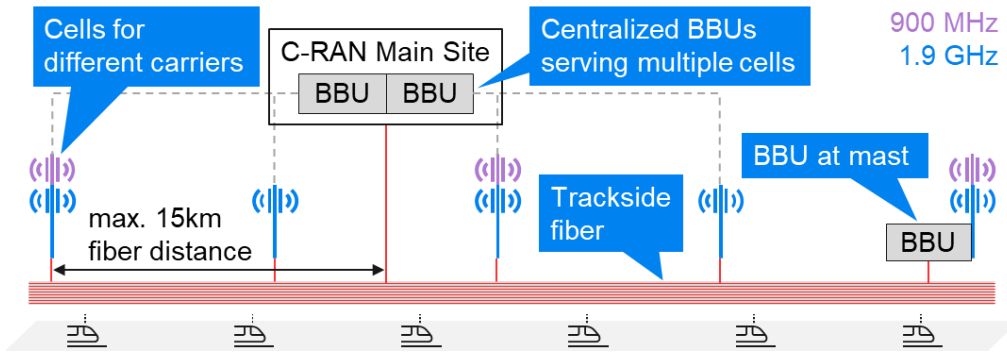 Cells for
different carriers
C-RAN Main Site
BBU
BBU
Centralized BBUs
serving multiple cells
900 MHz
1.9 GHz
BBU at mast
BBU
Trackside
fiber
max. 15km
fiber distance